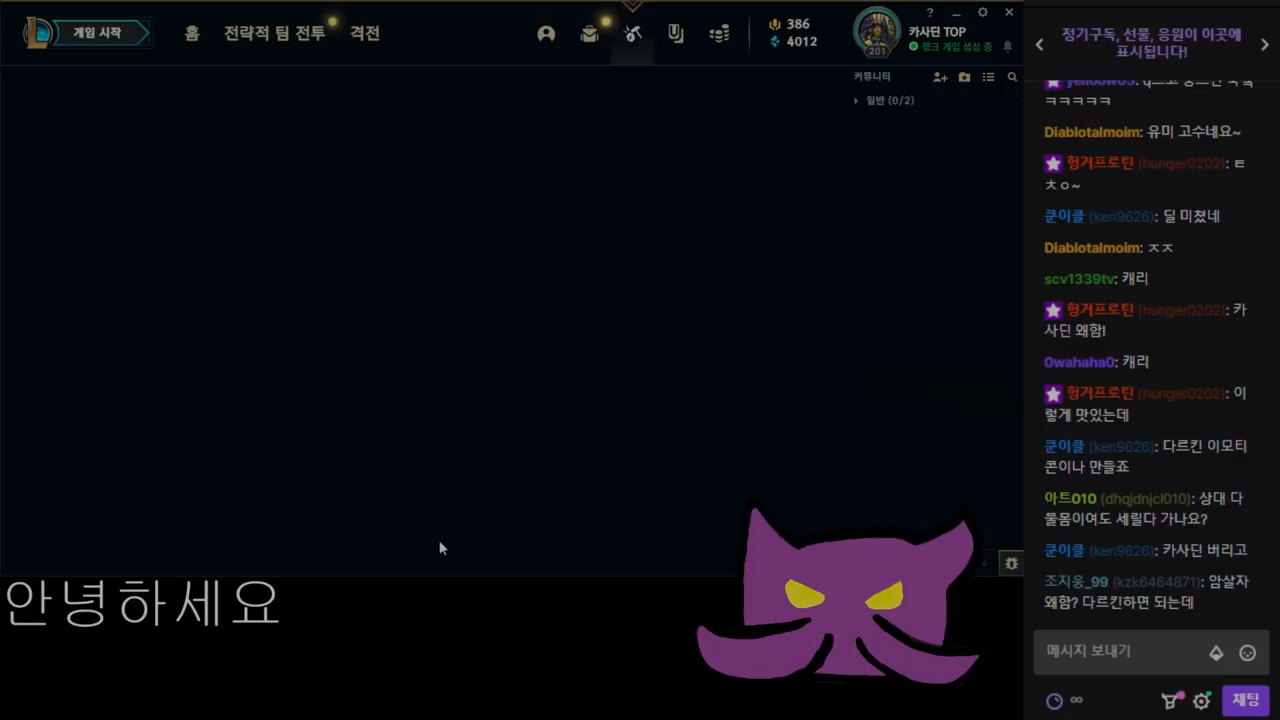 게임 시작
홈 전략적 팀 전투 격전
386
4012
201
카사딘 TOP
랭크 게임 생성 중
커뮤니티
일반 (0/2)
안녕하세요
정기구독, 선물, 응원이 이곳에
표시됩니다!
ㅋㅋㅋㅋㅋ
Diablotalmoim: 유미 고수네요~
헝거프로틴 (hunger0202): ㅌ
ㅊㅇ~
쿤이클 (ken9626): 딜 미쳤네
Diablotalmoim: ㅈㅈ
scv1339tv: 캐리
헝거프로틴 (hunger0202): 카
사딘 왜함!
0wahaha0: 캐리
헝거프로틴 (hunger0202): 이
렇게 맛있는데
쿤이클 (ken9626): 다르킨 이모티
콘이나 만들죠
아트010 (dhqjdnjcl010): 상대 다
물몸이여도 세릴다 가나요?
쿤이클 (ken9626): 카사딘 버리고
조지웅_99 (kzk6464871): 암살자
왜함? 다르킨하면 되는데
메시지 보내기
채팅